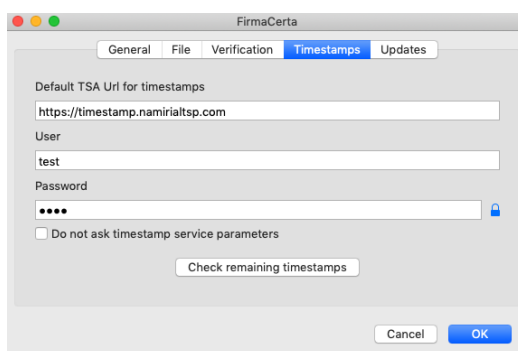 FirmaCerta
General File Verification Timestamps Updates
Default TSA Url for timestamps
https://timestamp.namirialtsp.com
User
test
Password
••••
Do not ask timestamp service parameters
Check remaining timestamps
Cancel OK